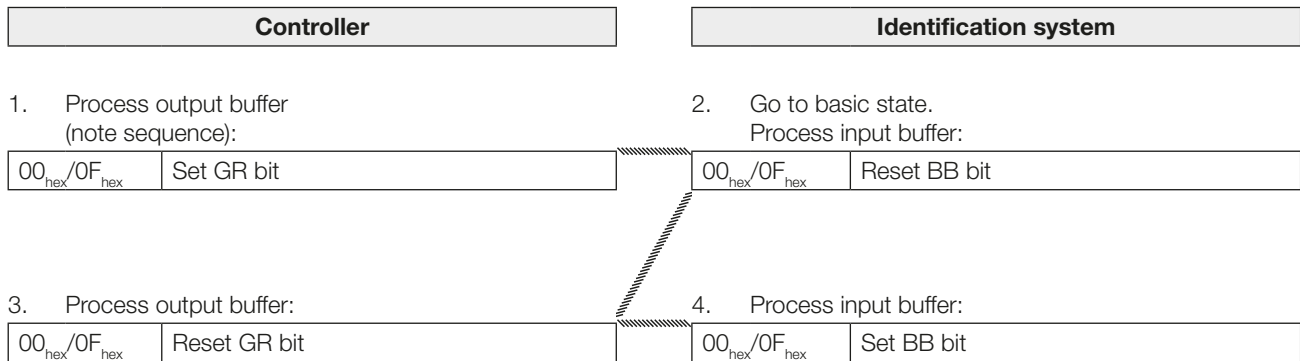 Controller
Identification system
1. Process output buffer
(note sequence):
2. Go to basic state.
Process input buffer:
00hex/0Fhex Set GR bit
00hex/0Fhex Reset BB bit
3. Process output buffer:
4. Process input buffer:
00hex/0Fhex Reset GR bit
00hex/0Fhex Set BB bit